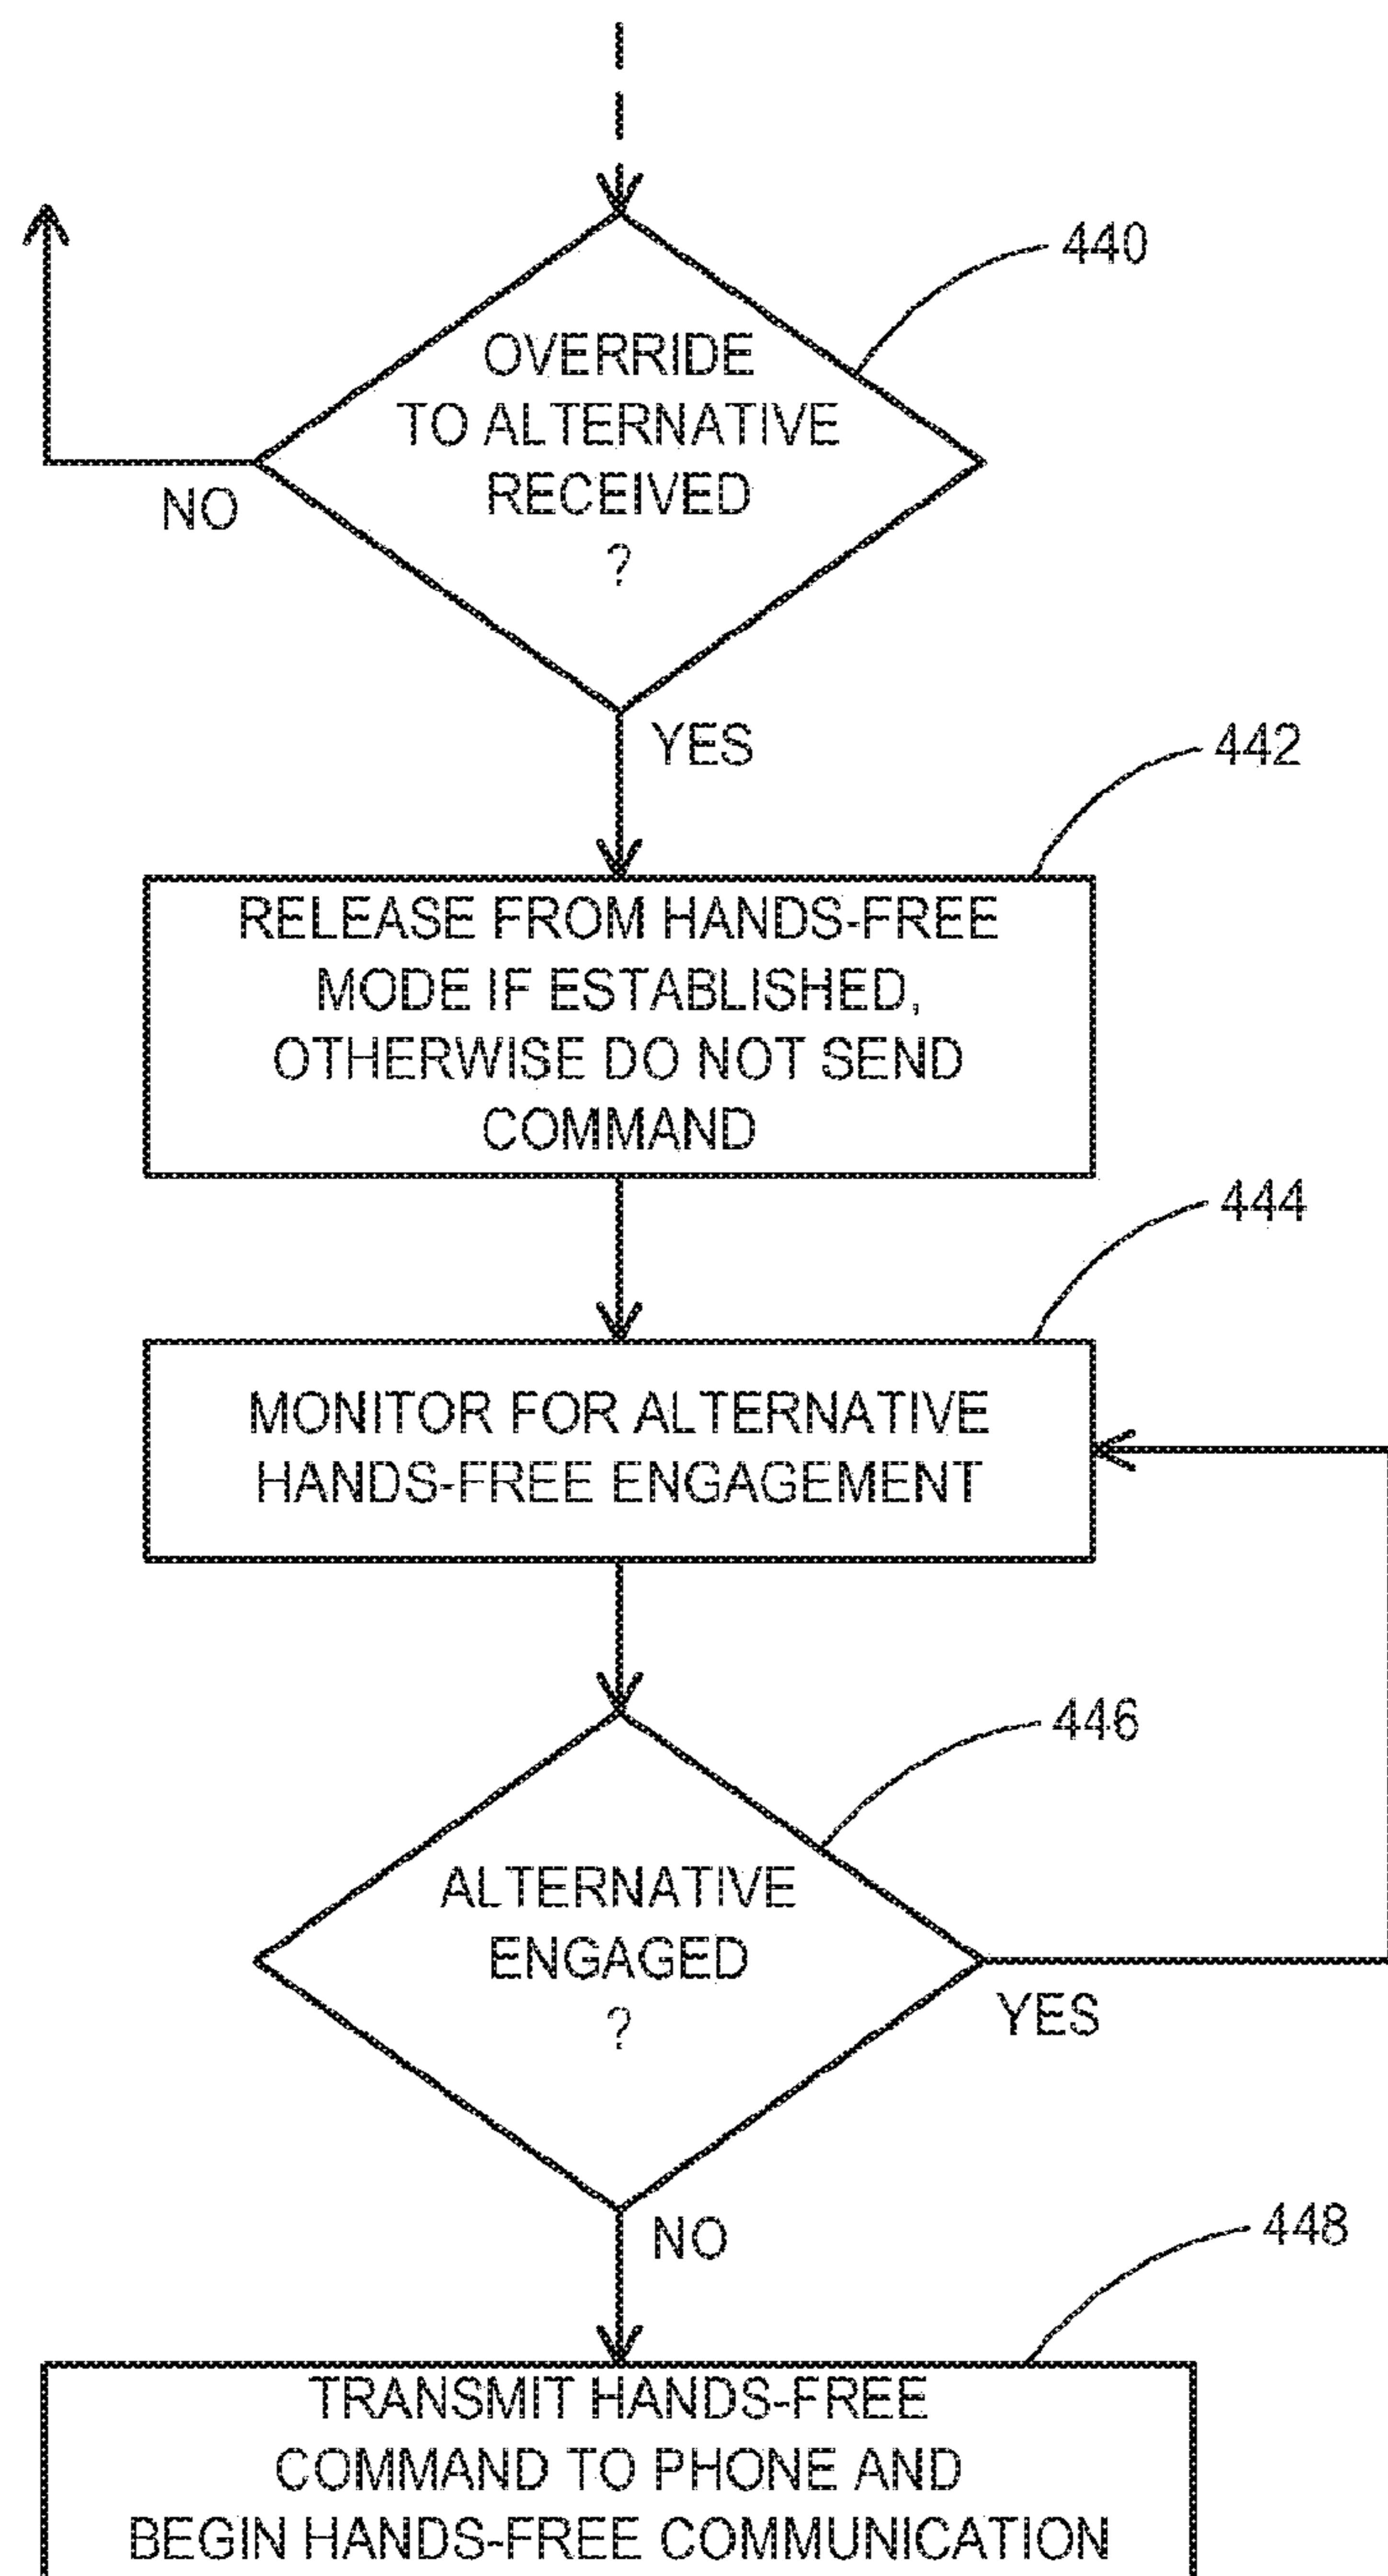 440
OVERRIDE
TO ALTERNATIVE
RECEIVED
?
NO
YES
442
RELEASE FROM HANDS-FREE
MODE IF ESTABLISHED,
OTHERWISE DO NOT SEND
COMMAND
444
MONITOR FOR ALTERNATIVE
HANDS-FREE ENGAGEMENT
446
ALTERNATIVE
ENGAGED
?
YES
NO
448
TRANSMIT HANDS-FREE
COMMAND TO PHONE AND
BEGIN HANDS-FREE COMMUNICATION